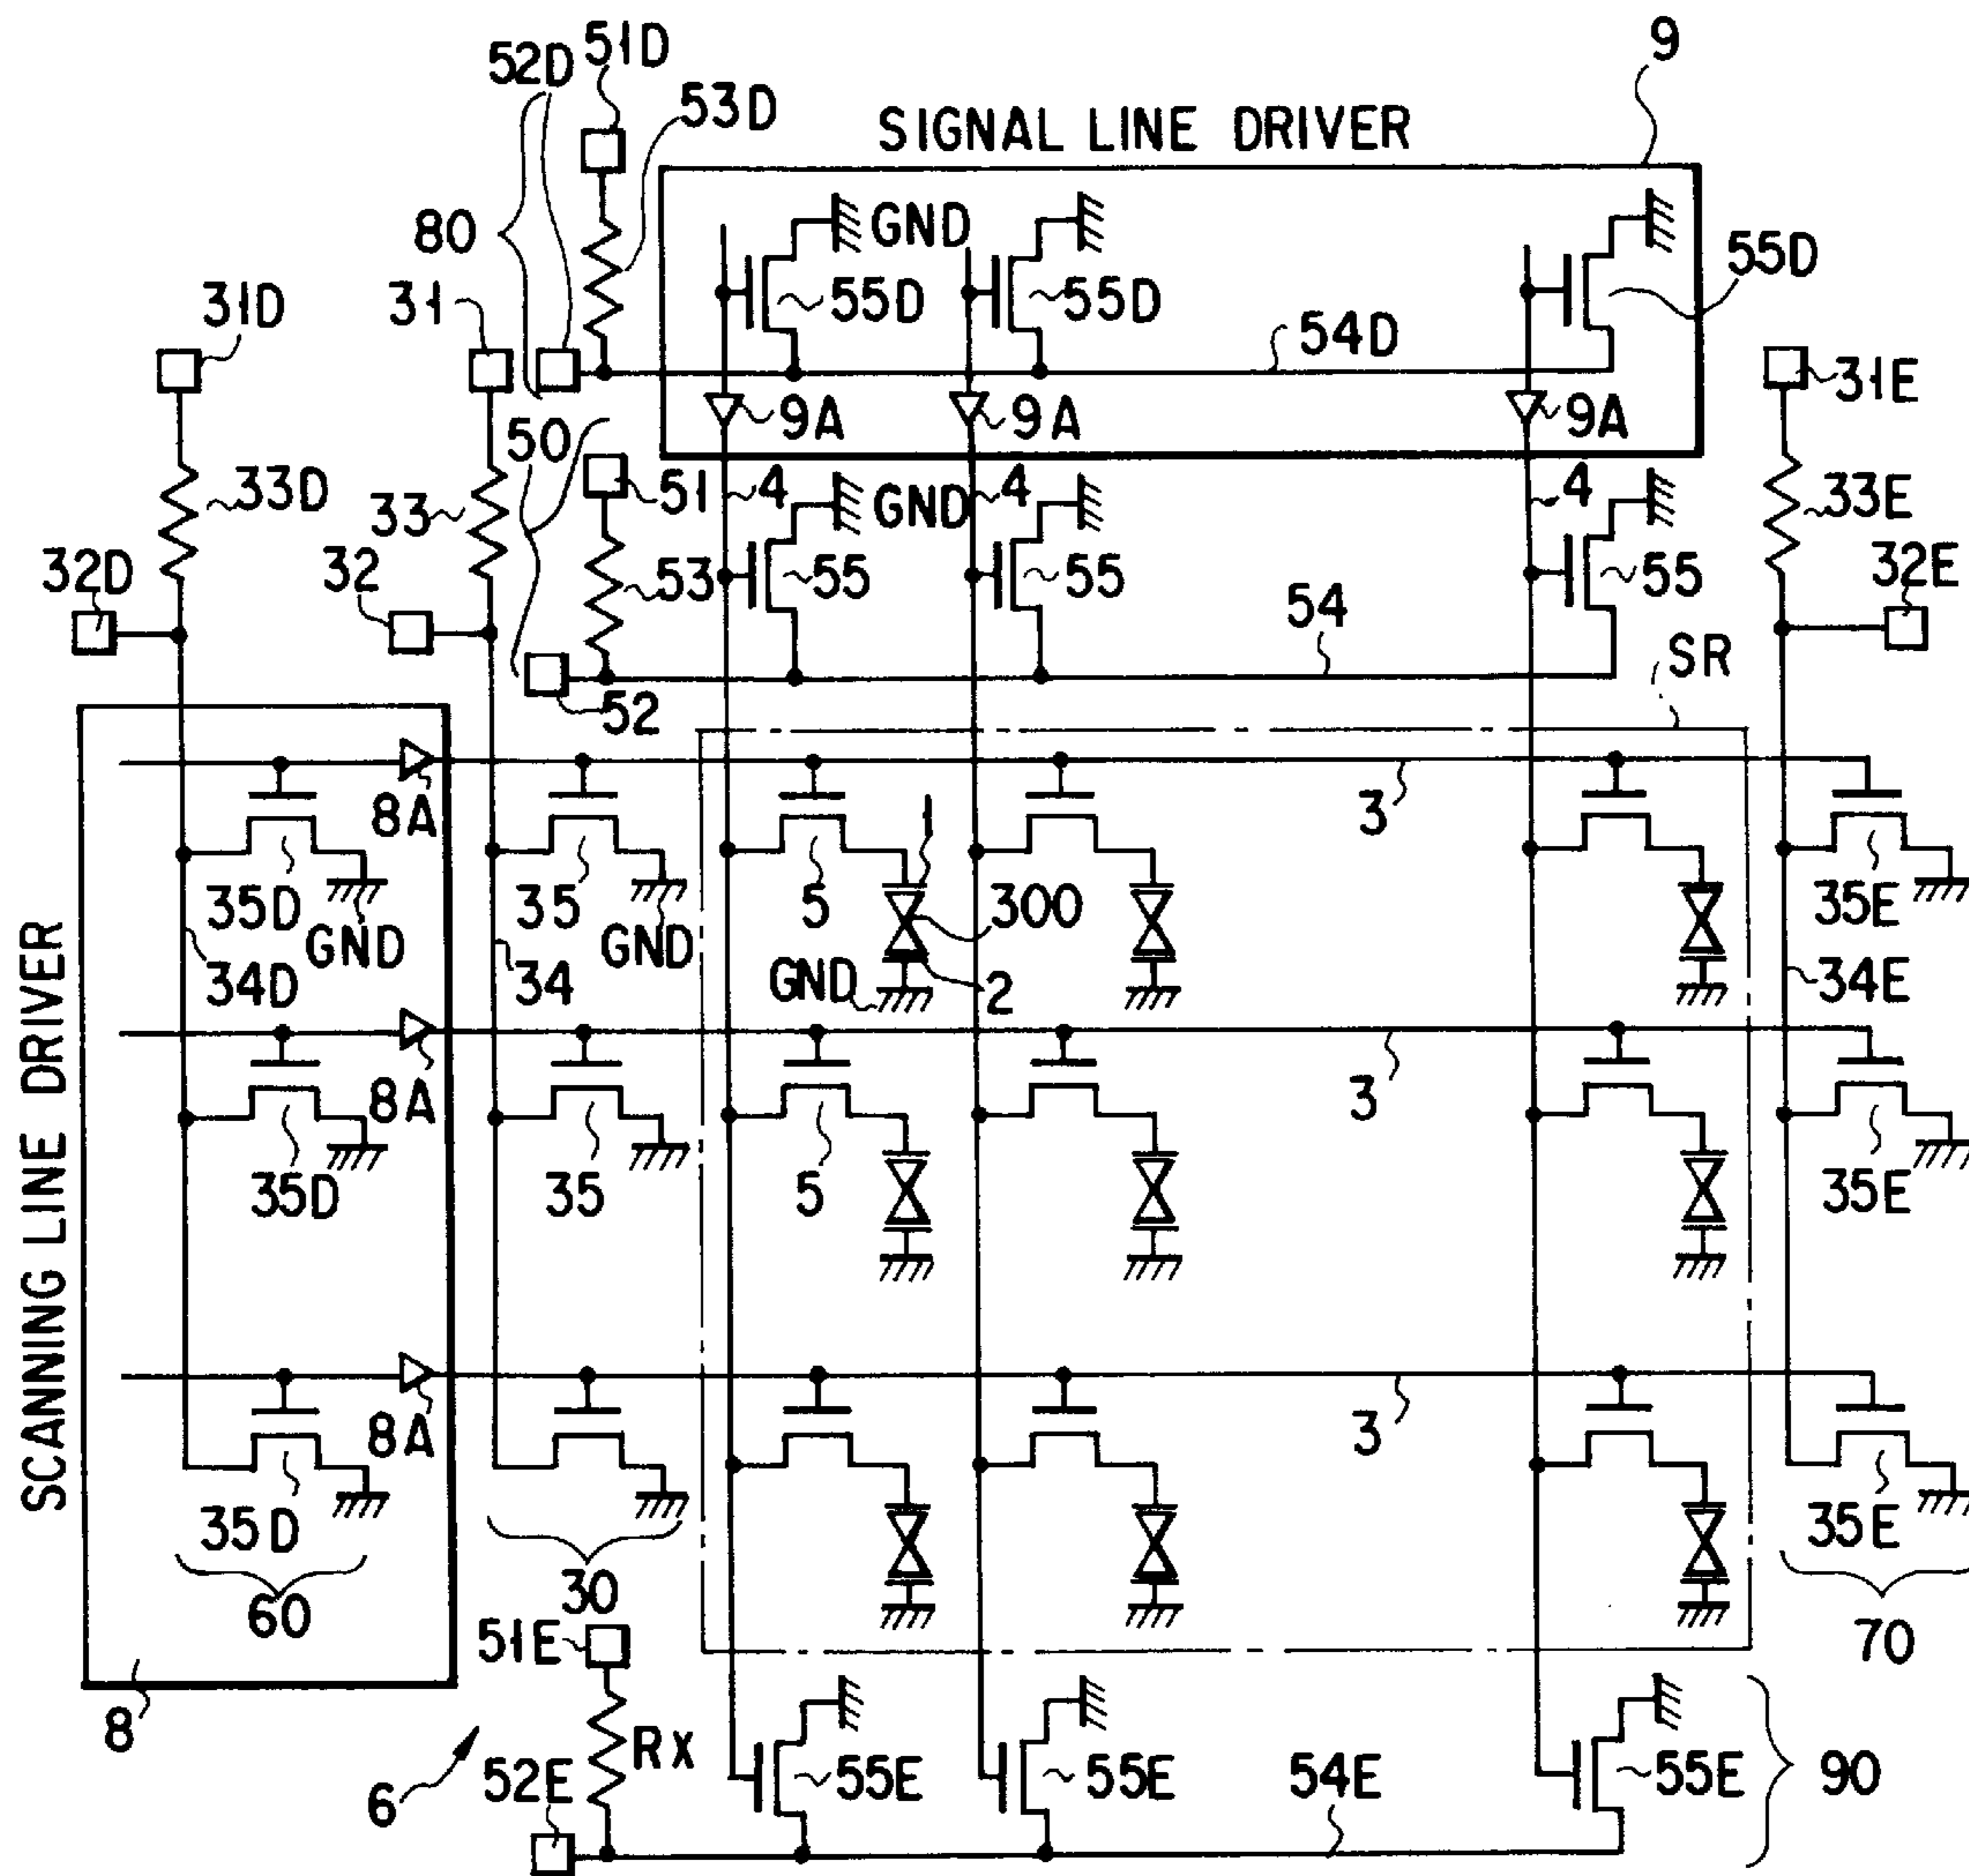 51D
52D
9
53D
SIGNAL LINE DRIVER
80
GND
55D
55D
55D
31D
31
54D
31E
9A
9A
9A
50
33D
33
51
4
GND
4
4
33E
32D
32
53
55
55
55
32E
54
SR
52
8A
3
1
35D
35
5
300
35E
GND
GND
34D
34
GND
2
34E
SCANNING LINE DRIVER
8A
3
35D
35
5
35E
8A
3
35D
35E
60
30
70
51E
8
RX
52E
55E
55E
54E
55E
90
6